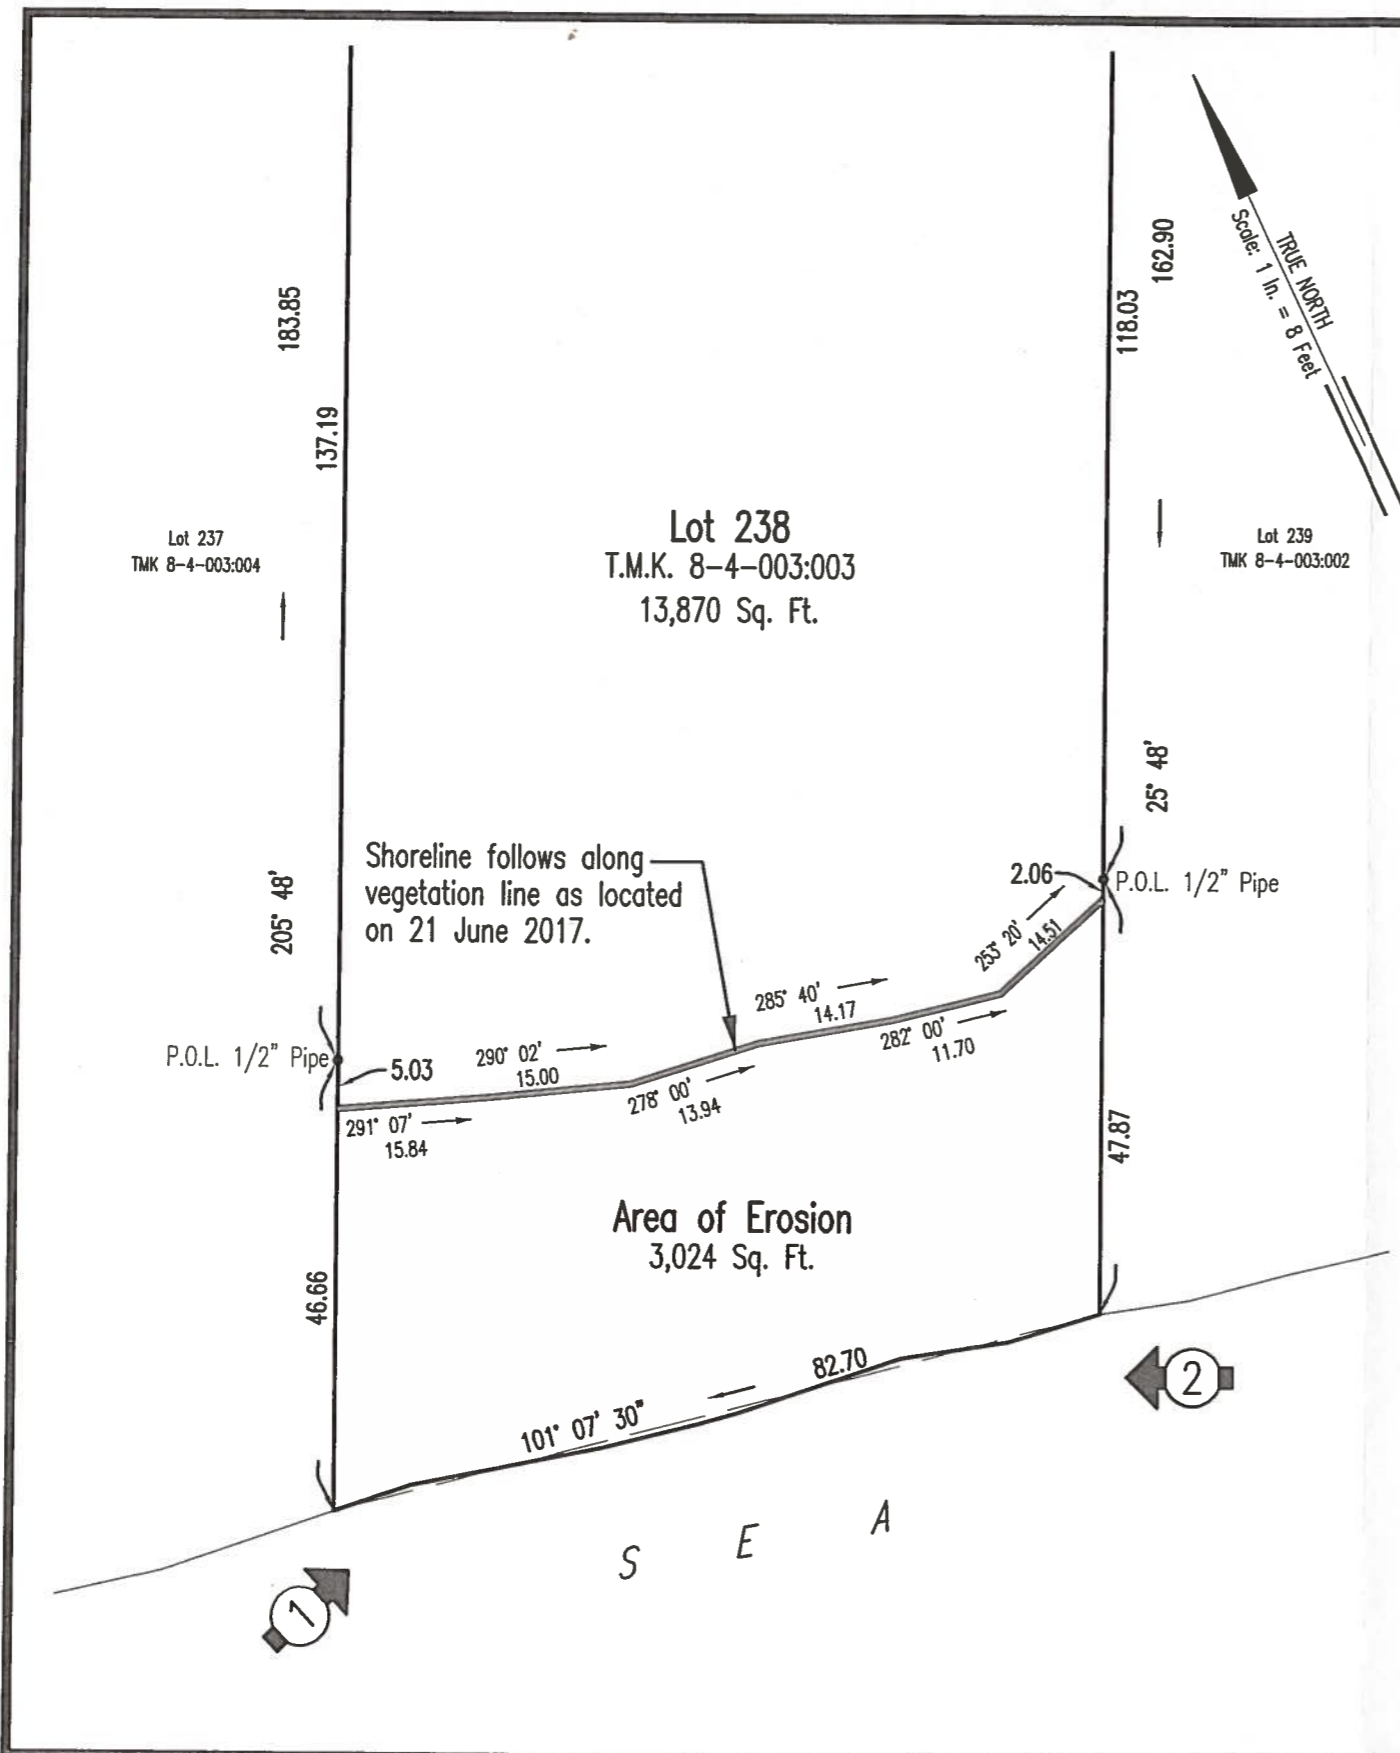 183.85
137.19
162.90
118.03
TRUE NORTH
Scale: 1 In. = 8 Feet
Lot 237
TMK 8-4-003:004
Lot 238
T.M.K. 8-4-003:003
13,870 Sq. Ft.
Lot 239
TMK 8-4-003:002
205° 48'
25° 48'
Shoreline follows along
vegetation line as located
on 21 June 2017.
2.06
P.O.L. 1/2" Pipe
253° 20'
14.51
285° 40'
14.17
282° 00'
11.70
P.O.L. 1/2" Pipe
5.03
290° 02'
15.00
278° 00'
13.94
291° 07'
15.84
47.87
Area of Erosion
3,024 Sq. Ft.
46.66
82.70
101° 07' 30"
2
S E A
1